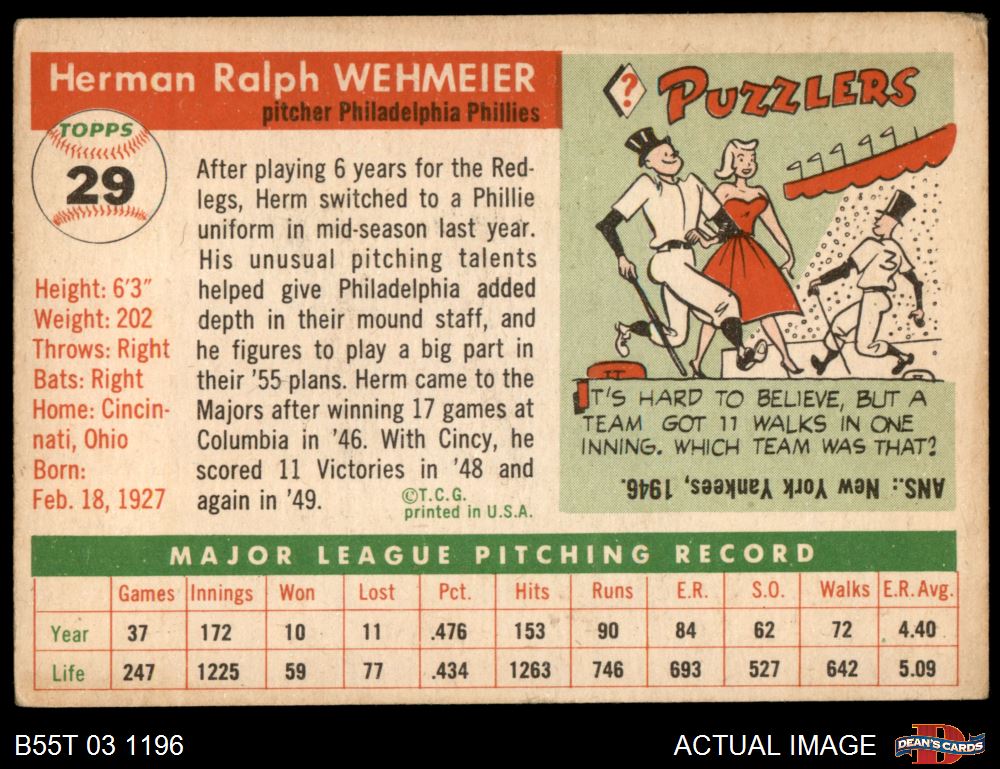 Herman Ralph WEHMEIER
pitcher Philadelphia Phillies
TOPPS
29
Height: 6'3"
Weight: 202
Throws: Right
Bats: Right
Home: Cincin-
nati, Ohio
Born:
Feb. 18, 1927
After playing 6 years for the Red-
legs, Herm switched to a Phillie
uniform in mid-season last year.
His unusual pitching talents
helped give Philadelphia added
depth in their mound staff, and
he figures to play a big part in
their '55 plans. Herm came to the
Majors after winning 17 games at
Columbia in '46. With Cincy, he
scored 11 Victories in '48 and
again in '49.
©T.C.G.
printed in U.S.A.
?
PUZZLERS
3
IT
IT'S HARD TO BELIEVE, BUT A
TEAM GOT 11 WALKS IN ONE
INNING. WHICH TEAM WAS THAT?
ANS.: New York Yankees, 1946.
MAJOR LEAGUE PITCHING RECORD
Games Innings Won Lost Pct. Hits Runs E.R. S.O. Walks E.R. Avg.
Year 37 172 10 11 .476 153 90 84 62 72 4.40
Life 247 1225 59 77 .434 1263 746 693 527 642 5.09
B55T 03 1196
ACTUAL IMAGE
D
DEAN'S CARDS